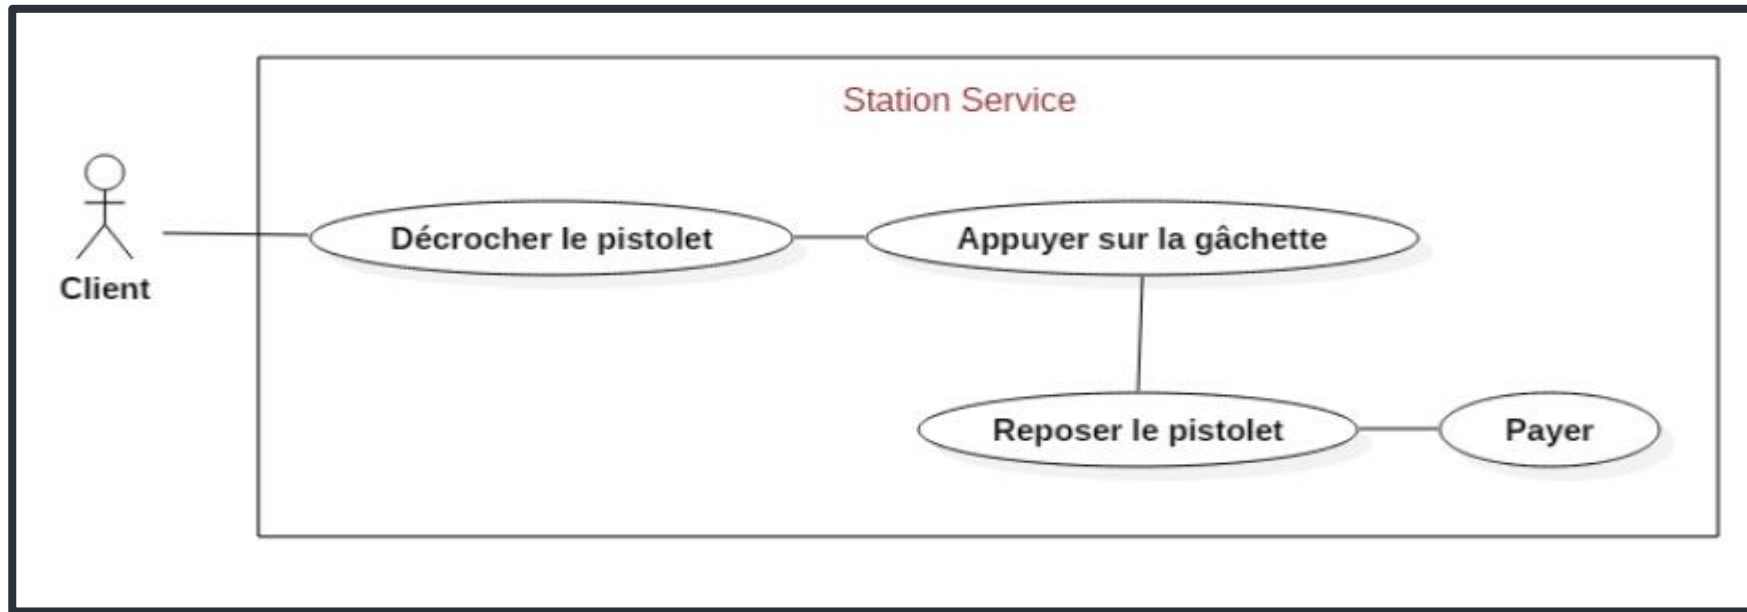 Station Service
Client
Décrocher le pistolet
Appuyer sur la gâchette
Reposer le pistolet
Payer